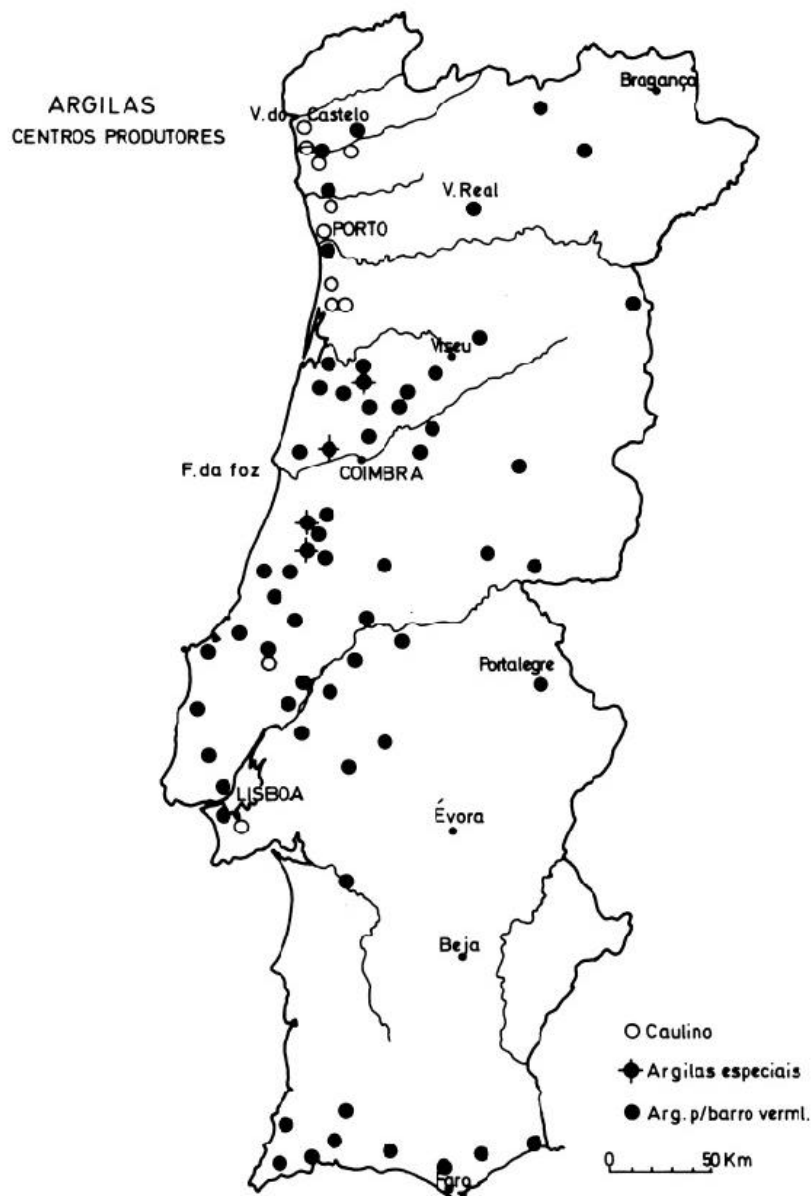 ARGILAS
CENTROS PRODUTORES
Bragança
V. do Castelo
V. Real
PORTO
Viseu
F. da foz
COIMBRA
Portalegre
LISBOA
Évora
Beja
Caulino
Argilas especiais
Arg. p/barro verml.
0 50 Km
Faro